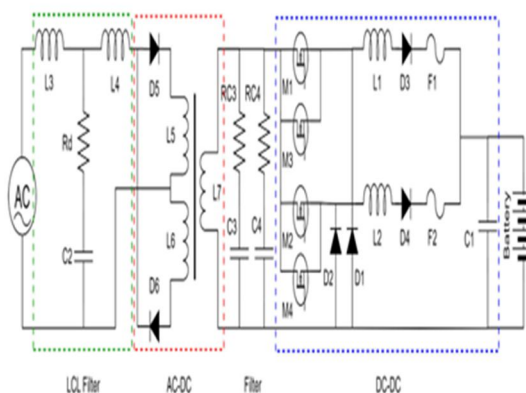 L3
L4
D5
Rd
L5
L7
RC3
RC4
M1
L1
D3
F1
M3
AC
C2
L6
D6
C3
C4
M2
L2
D4
F2
C1
Battery
M4
D2
D1
LCL Filter
AC-DC
Filter
DC-DC